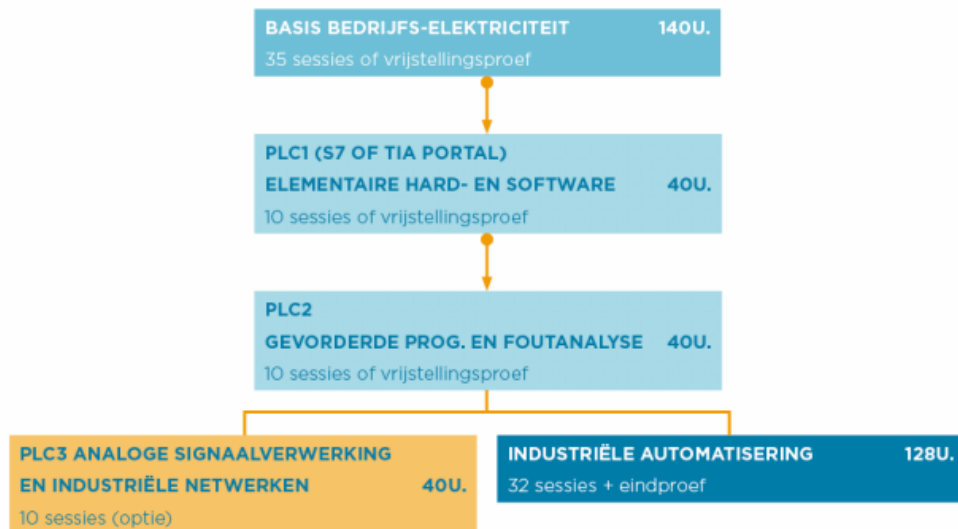 BASIS BEDRIJFS-ELEKTRICITEIT 140U.
35 sessies of vrijstellingsproef
PLC1 (S7 OF TIA PORTAL)
ELEMENTAIRE HARD- EN SOFTWARE 40U.
10 sessies of vrijstellingsproef
PLC2
GEVORDERDE PROG. EN FOUTANALYSE 40U.
10 sessies of vrijstellingsproef
PLC3 ANALOGE SIGNAALVERWERKING
EN INDUSTRIËLE NETWERKEN 40U.
10 sessies (optie)
INDUSTRIËLE AUTOMATISERING 128U.
32 sessies + eindproef